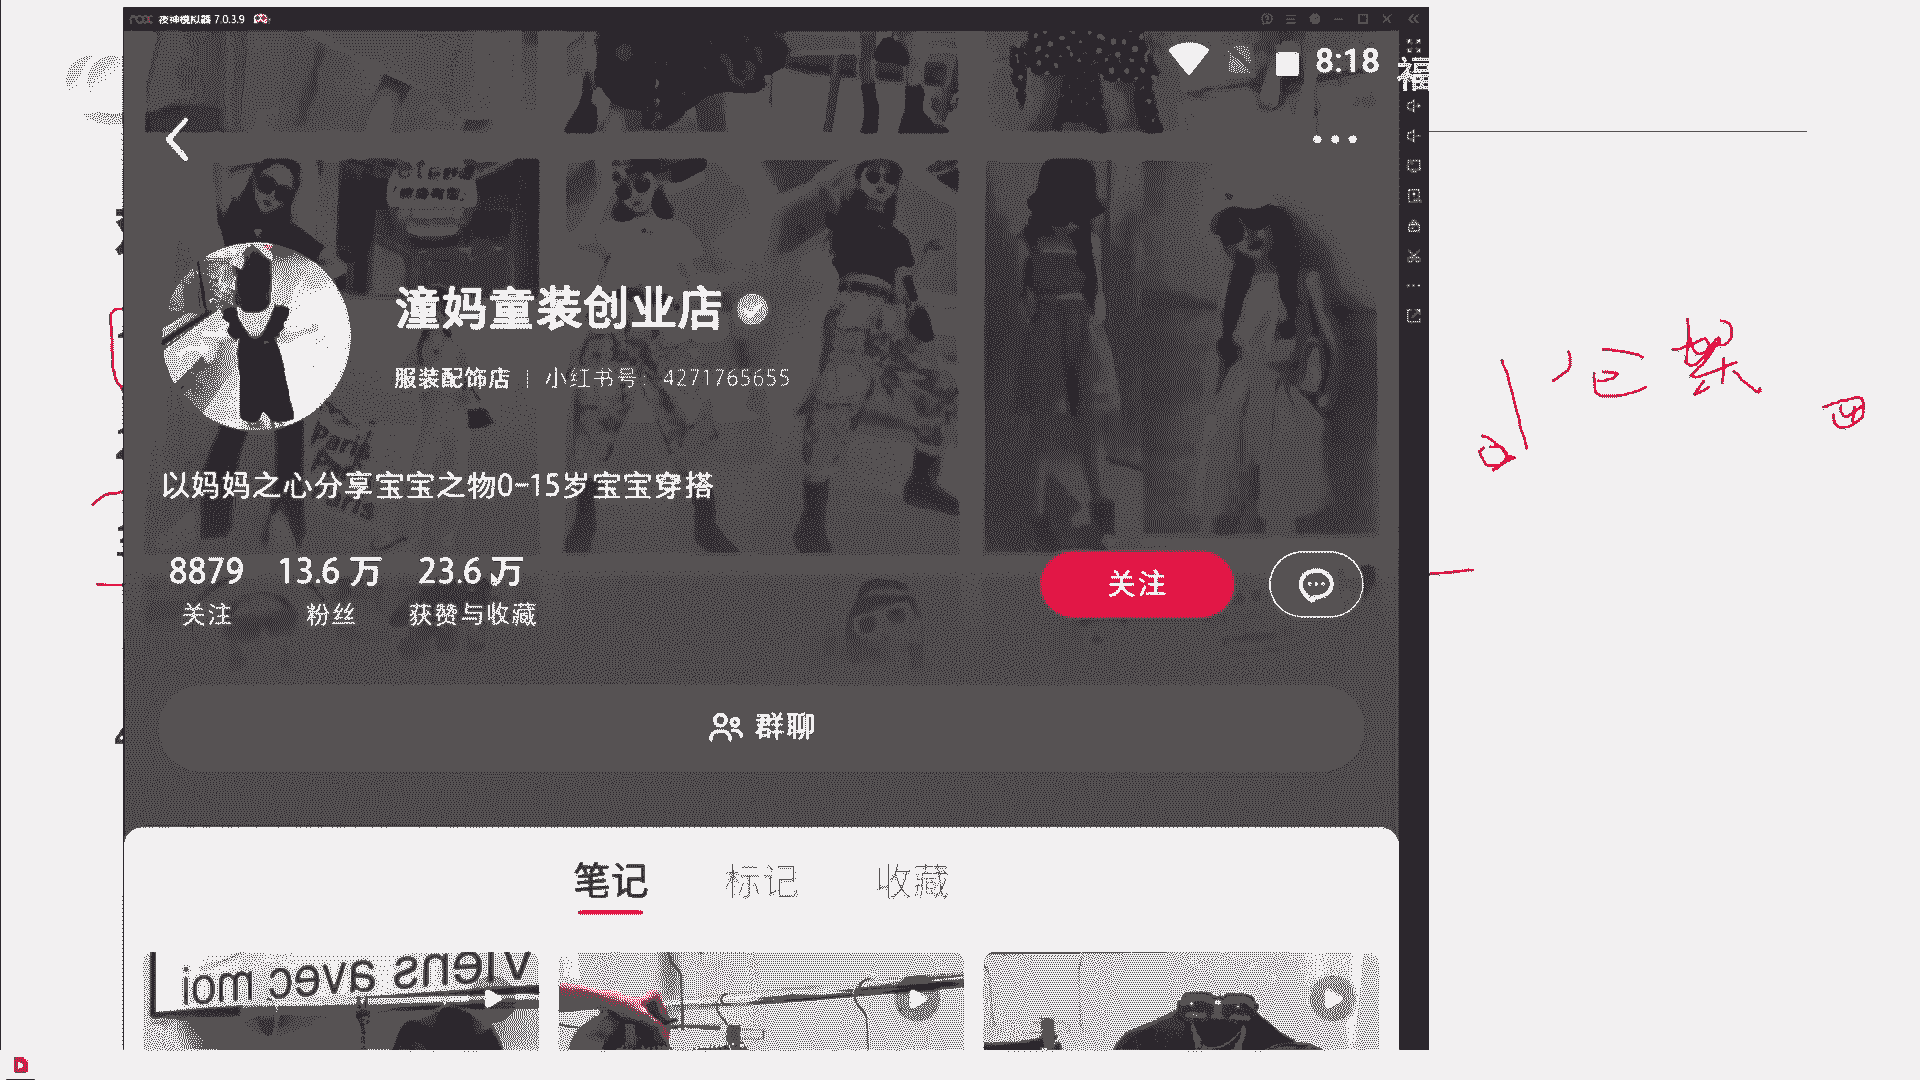 夜神模拟器 7.0.3.9
8:18
福
潼妈童装创业店
服装配饰店 | 小红书号：4271765655
以妈妈之心分享宝宝之物0-15岁宝宝穿搭
8879 13.6 万 23.6 万
关注 粉丝 获赞与收藏
关注
群聊
笔记 标记 收藏
viens avec moi